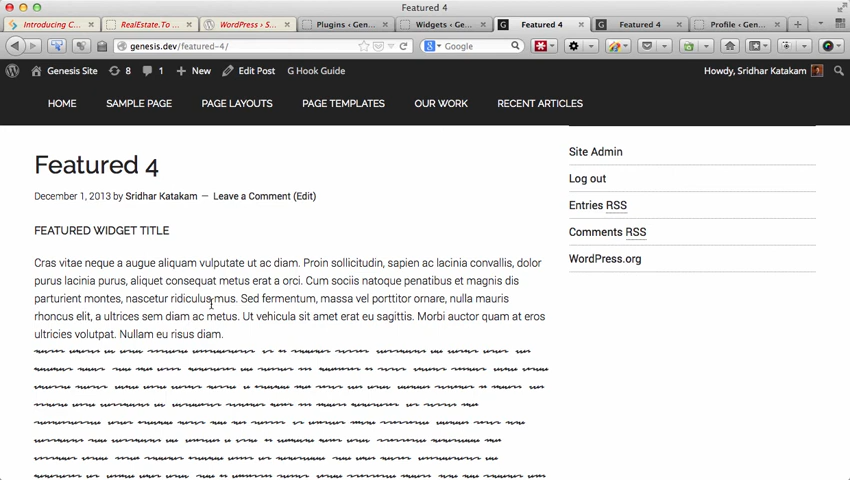 Featured 4
Introducing C...
RealEstate.To ...
WordPress › S...
Plugins ‹ Gen...
Widgets ‹ Ge...
Featured 4
Featured 4
Profile ‹ Gen...
genesis.dev/featured-4/
Google
Genesis Site 8 1 New Edit Post G Hook Guide Howdy, Sridhar Katakam
HOME SAMPLE PAGE PAGE LAYOUTS PAGE TEMPLATES OUR WORK RECENT ARTICLES
Featured 4
December 1, 2013 by Sridhar Katakam — Leave a Comment (Edit)
FEATURED WIDGET TITLE
Cras vitae neque a augue aliquam vulputate ut ac diam. Proin sollicitudin, sapien ac lacinia convallis, dolor
purus lacinia purus, aliquet consequat metus erat a orci. Cum sociis natoque penatibus et magnis dis
parturient montes, nascetur ridiculus mus. Sed fermentum, massa vel porttitor ornare, nulla mauris
rhoncus elit, a ultrices sem diam ac metus. Ut vehicula sit amet erat eu sagittis. Morbi auctor quam at eros
ultricies volutpat. Nullam eu risus diam.
Site Admin
Log out
Entries RSS
Comments RSS
WordPress.org